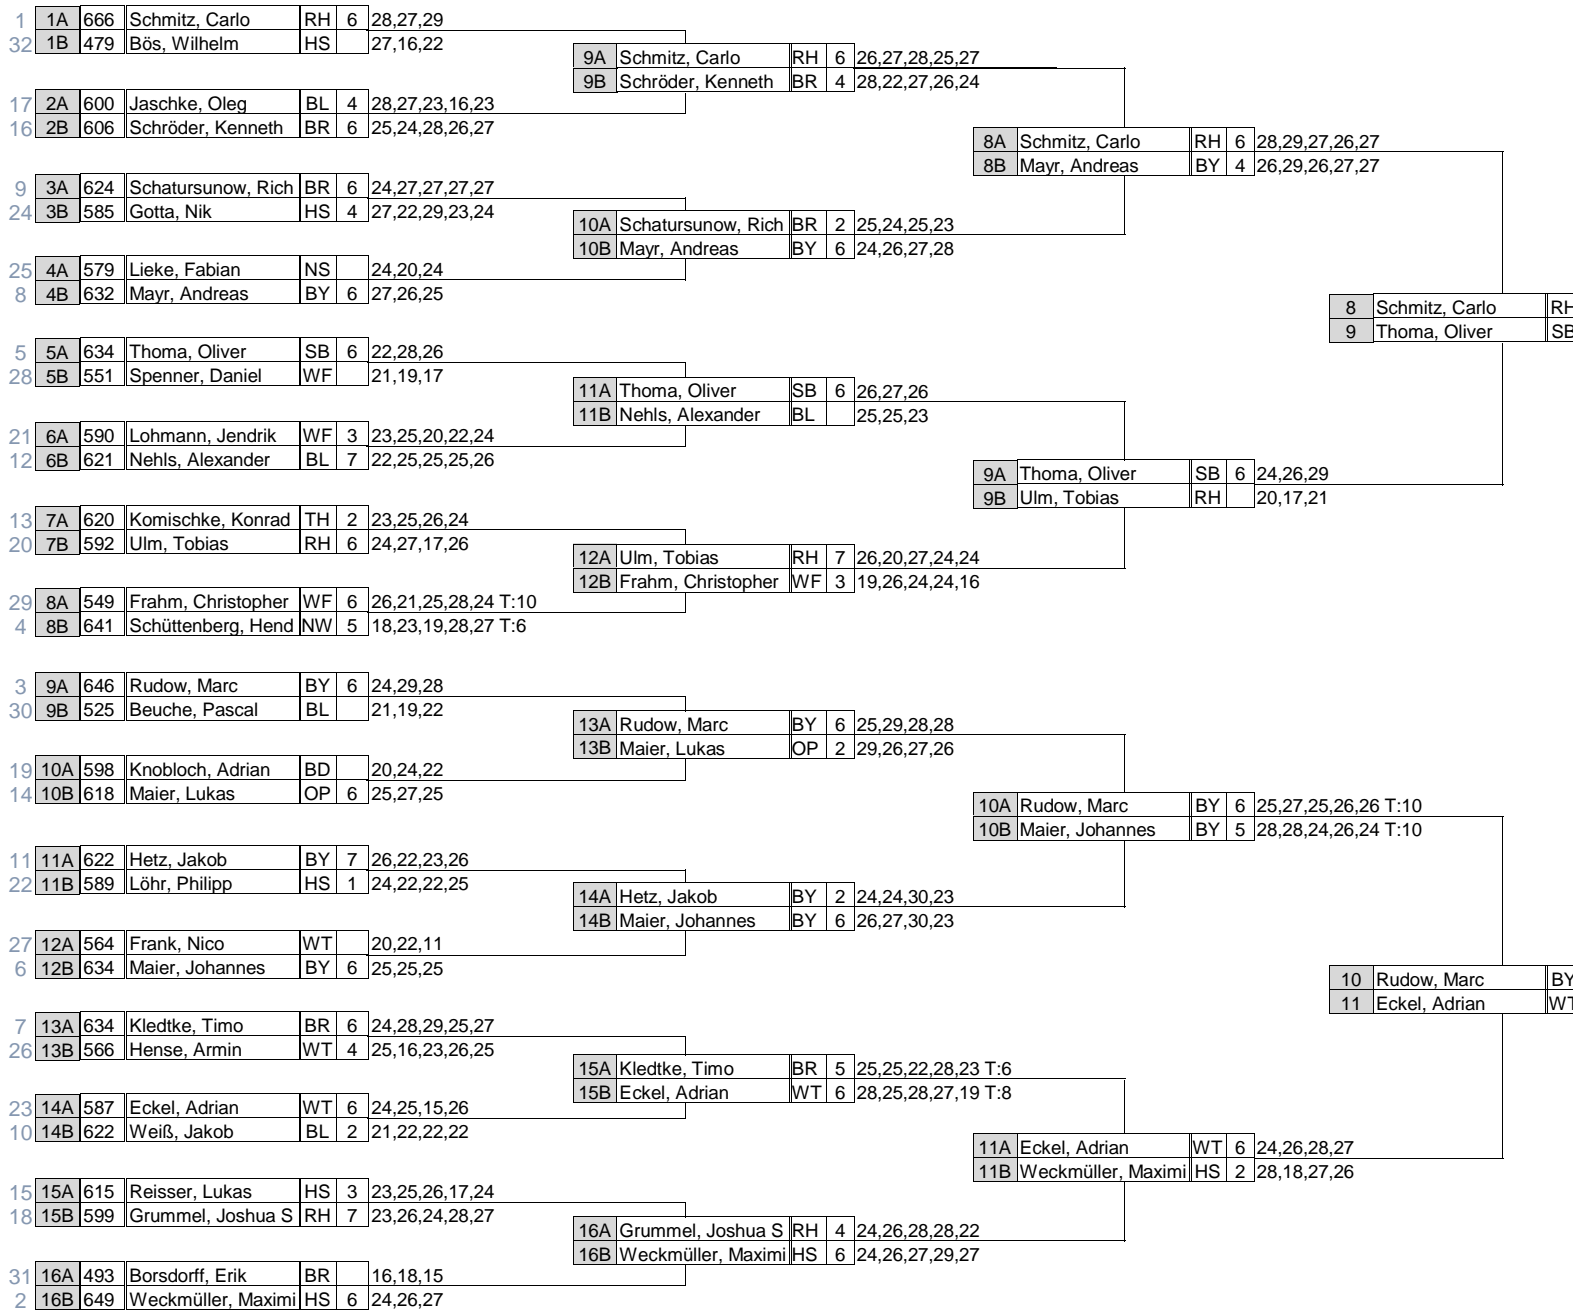 1 1A 666 Schmitz, Carlo RH 6 28,27,29
32 1B 479 Bös, Wilhelm HS 27,16,22
9A Schmitz, Carlo RH 6 26,27,28,25,27
9B Schröder, Kenneth BR 4 28,22,27,26,24
17 2A 600 Jaschke, Oleg BL 4 28,27,23,16,23
16 2B 606 Schröder, Kenneth BR 6 25,24,28,26,27
8A Schmitz, Carlo RH 6 28,29,27,26,27
8B Mayr, Andreas BY 4 26,29,26,27,27
9 3A 624 Schatursunow, Rich BR 6 24,27,27,27,27
24 3B 585 Gotta, Nik HS 4 27,22,29,23,24
10A Schatursunow, Rich BR 2 25,24,25,23
10B Mayr, Andreas BY 6 24,26,27,28
25 4A 579 Lieke, Fabian NS 24,20,24
8 4B 632 Mayr, Andreas BY 6 27,26,25
8 Schmitz, Carlo RH
9 Thoma, Oliver SB
5 5A 634 Thoma, Oliver SB 6 22,28,26
28 5B 551 Spenner, Daniel WF 21,19,17
11A Thoma, Oliver SB 6 26,27,26
11B Nehls, Alexander BL 25,25,23
21 6A 590 Lohmann, Jendrik WF 3 23,25,20,22,24
12 6B 621 Nehls, Alexander BL 7 22,25,25,25,26
9A Thoma, Oliver SB 6 24,26,29
9B Ulm, Tobias RH 20,17,21
13 7A 620 Komischke, Konrad TH 2 23,25,26,24
20 7B 592 Ulm, Tobias RH 6 24,27,17,26
12A Ulm, Tobias RH 7 26,20,27,24,24
12B Frahm, Christopher WF 3 19,26,24,24,16
29 8A 549 Frahm, Christopher WF 6 26,21,25,28,24 T:10
4 8B 641 Schüttenberg, Hend NW 5 18,23,19,28,27 T:6
3 9A 646 Rudow, Marc BY 6 24,29,28
30 9B 525 Beuche, Pascal BL 21,19,22
13A Rudow, Marc BY 6 25,29,28,28
13B Maier, Lukas OP 2 29,26,27,26
19 10A 598 Knobloch, Adrian BD 20,24,22
14 10B 618 Maier, Lukas OP 6 25,27,25
10A Rudow, Marc BY 6 25,27,25,26,26 T:10
10B Maier, Johannes BY 5 28,28,24,26,24 T:10
11 11A 622 Hetz, Jakob BY 7 26,22,23,26
22 11B 589 Löhr, Philipp HS 1 24,22,22,25
14A Hetz, Jakob BY 2 24,24,30,23
14B Maier, Johannes BY 6 26,27,30,23
27 12A 564 Frank, Nico WT 20,22,11
6 12B 634 Maier, Johannes BY 6 25,25,25
10 Rudow, Marc BY
11 Eckel, Adrian WT
7 13A 634 Kledtke, Timo BR 6 24,28,29,25,27
26 13B 566 Hense, Armin WT 4 25,16,23,26,25
15A Kledtke, Timo BR 5 25,25,22,28,23 T:6
15B Eckel, Adrian WT 6 28,25,28,27,19 T:8
23 14A 587 Eckel, Adrian WT 6 24,25,15,26
10 14B 622 Weiß, Jakob BL 2 21,22,22,22
11A Eckel, Adrian WT 6 24,26,28,27
11B Weckmüller, Maximi HS 2 28,18,27,26
15 15A 615 Reisser, Lukas HS 3 23,25,26,17,24
18 15B 599 Grummel, Joshua S RH 7 23,26,24,28,27
16A Grummel, Joshua S RH 4 24,26,28,28,22
16B Weckmüller, Maximi HS 6 24,26,27,29,27
31 16A 493 Borsdorff, Erik BR 16,18,15
2 16B 649 Weckmüller, Maximi HS 6 24,26,27